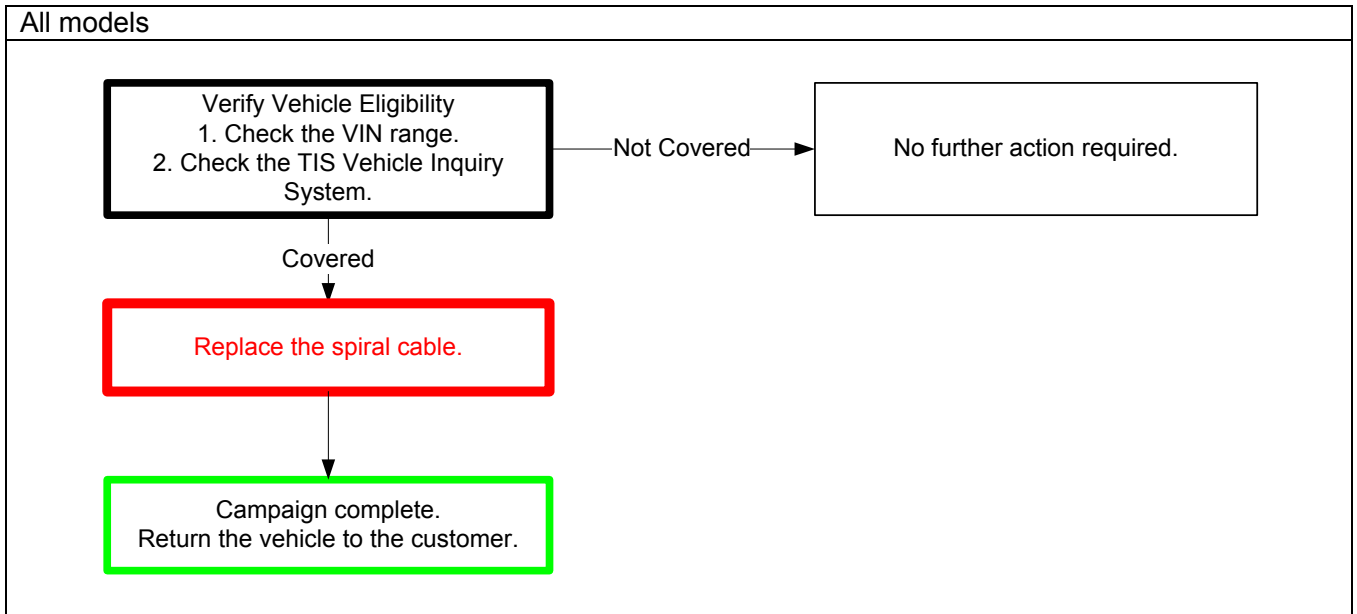 All models
Verify Vehicle Eligibility
1. Check the VIN range.
2. Check the TIS Vehicle Inquiry
System.
Not Covered
No further action required.
Covered
Replace the spiral cable.
Campaign complete.
Return the vehicle to the customer.